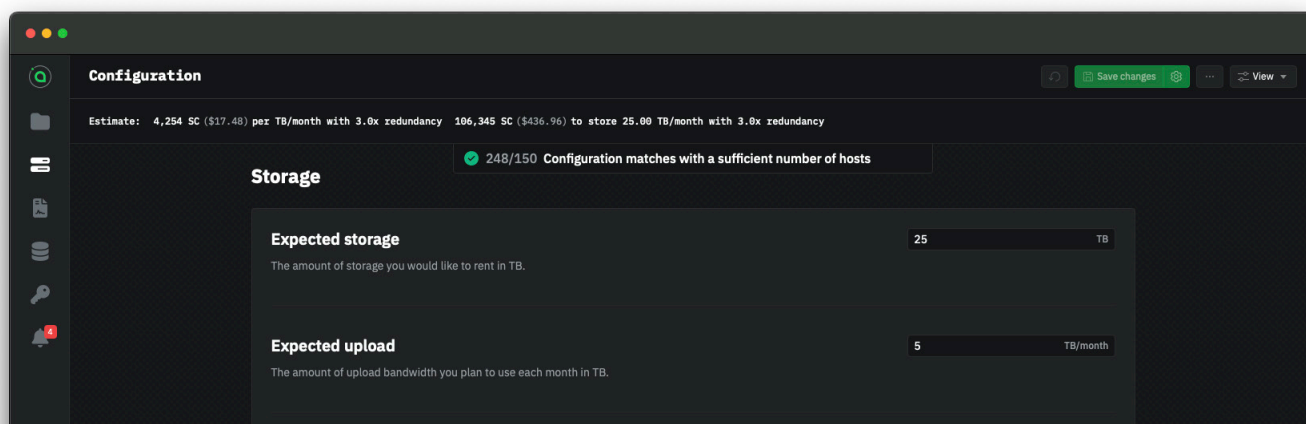 Configuration
Save changes
View
Estimate: 4,254 SC ($17.48) per TB/month with 3.0x redundancy 106,345 SC ($436.96) to store 25.00 TB/month with 3.0x redundancy
248/150 Configuration matches with a sufficient number of hosts
Storage
Expected storage
25 TB
The amount of storage you would like to rent in TB.
4
Expected upload
5 TB/month
The amount of upload bandwidth you plan to use each month in TB.